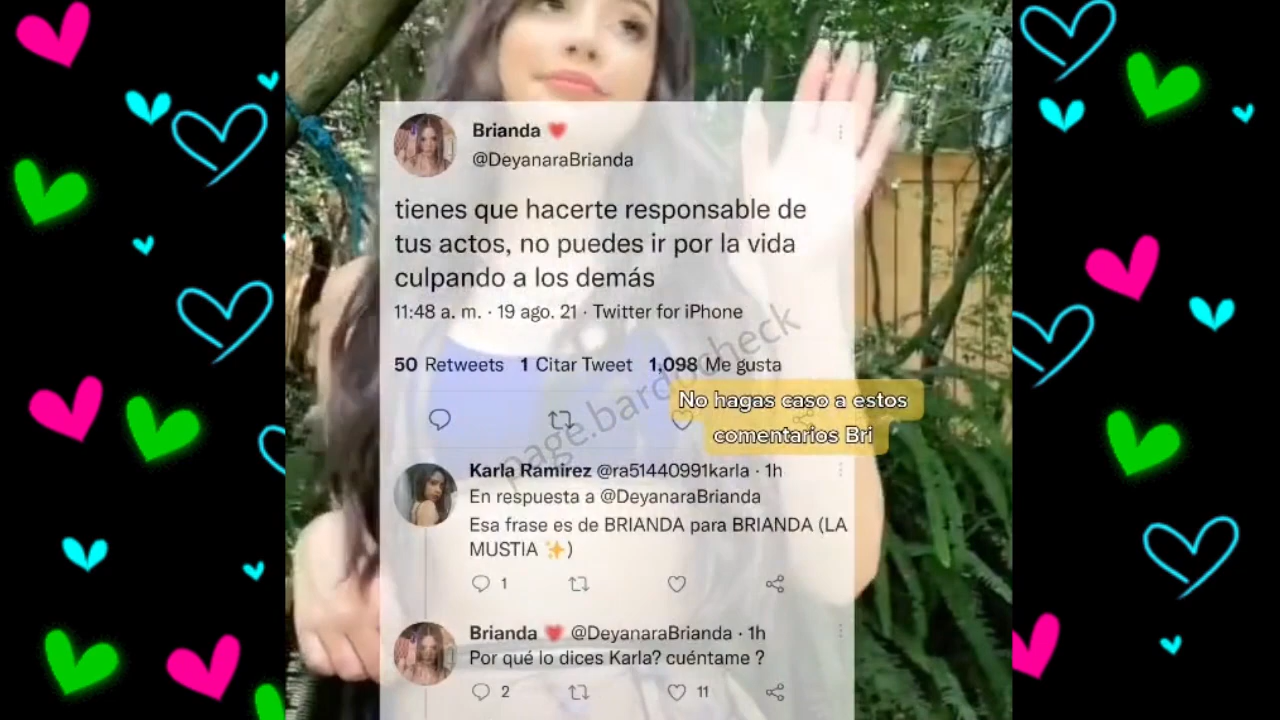 Brianda ❤️
@DeyanaraBrianda
tienes que hacerte responsable de
tus actos, no puedes ir por la vida
culpando a los demás
11:48 a. m. · 19 ago. 21 · Twitter for iPhone
50 Retweets 1 Citar Tweet 1,098 Me gusta
page.bardocheck
No hagas caso a estos
comentarios Bri
Karla Ramirez @ra51440991karla · 1h
En respuesta a @DeyanaraBrianda
Esa frase es de BRIANDA para BRIANDA (LA
MUSTIA ✨)
1
Brianda ❤️ @DeyanaraBrianda · 1h
Por qué lo dices Karla? cuéntame ?
2 11